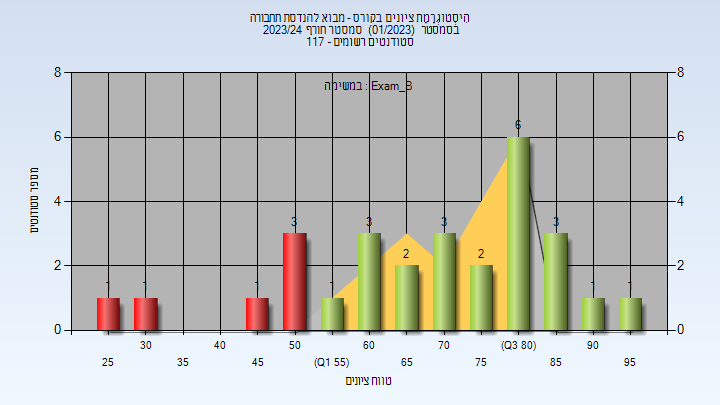 היסטוגרמת ציונים בקורס - מבוא להנדסת תחבורה
בסמסטר (01/2023) סמסטר חורף 2023/24
סטודנטים רשומים - 117
במשימה : Exam_B
8 8
6 6
4 4
2 2
0 0
מספר סטודנטים
1 1 1 3 1 3 2 3 2 6 3 1 1
30 40 50 60 70 (Q3 80) 90
25 35 45 (Q1 55) 65 75 85 95
טווח ציונים